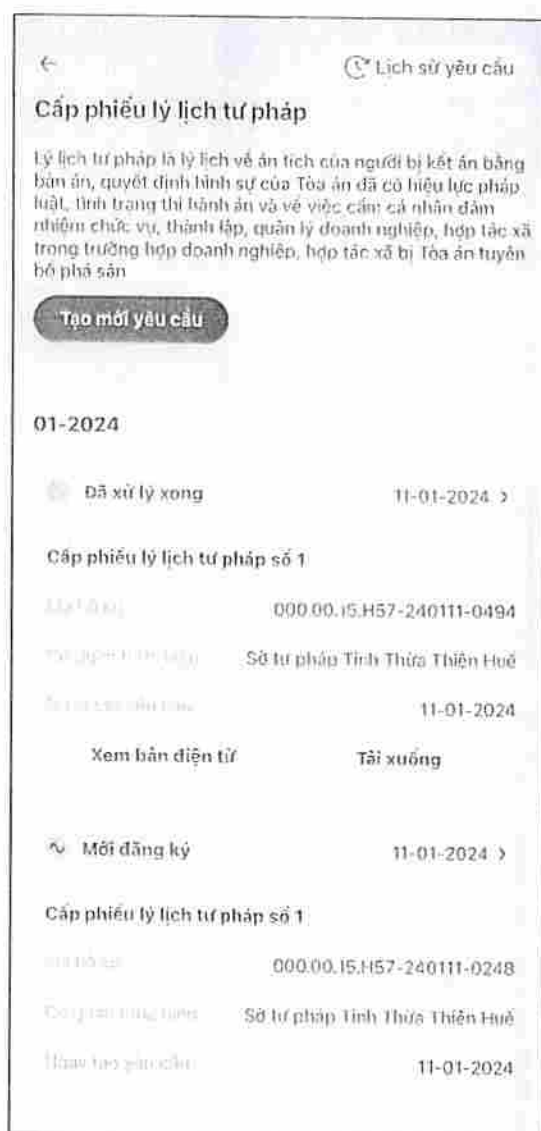 Lịch sử yêu cầu
Cấp phiếu lý lịch tư pháp
Lý lịch tư pháp là lý lịch về án tích của người bị kết án bằng
bản án, quyết định hình sự của Tòa án đã có hiệu lực pháp
luật, tình trạng thi hành án và về việc cấm cá nhân đảm
nhiệm chức vụ, thành lập, quản lý doanh nghiệp, hợp tác xã
trong trường hợp doanh nghiệp, hợp tác xã bị Tòa án tuyên
bố phá sản
Tạo mới yêu cầu
01-2024
Đã xử lý xong 11-01-2024 >
Cấp phiếu lý lịch tư pháp số 1
000.00.15.H57-240111-0494
Sở tư pháp Tỉnh Thừa Thiên Huế
11-01-2024
Xem bản điện tử Tải xuống
Mới đăng ký 11-01-2024 >
Cấp phiếu lý lịch tư pháp số 1
000.00.15.H57-240111-0248
Sở tư pháp Tỉnh Thừa Thiên Huế
11-01-2024